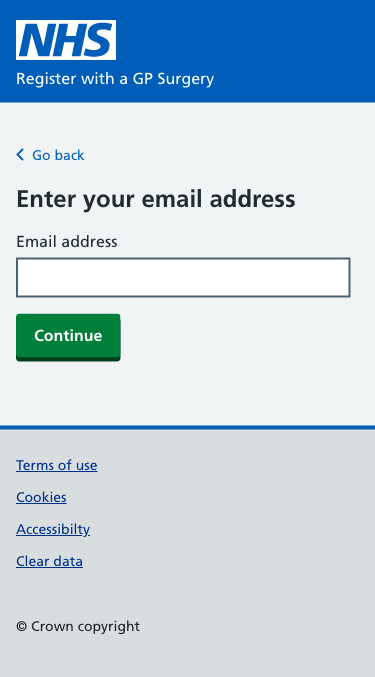 NHS
Register with a GP Surgery
Go back
Enter your email address
Email address
Continue
Terms of use
Cookies
Accessibilty
Clear data
© Crown copyright